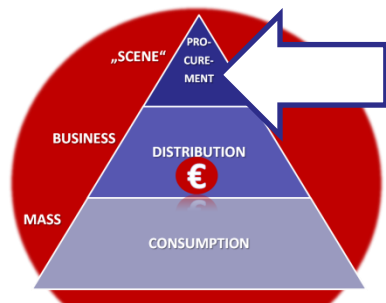 „SCENE“
PRO-
CURE-
MENT
BUSINESS
DISTRIBUTION
€
MASS
CONSUMPTION